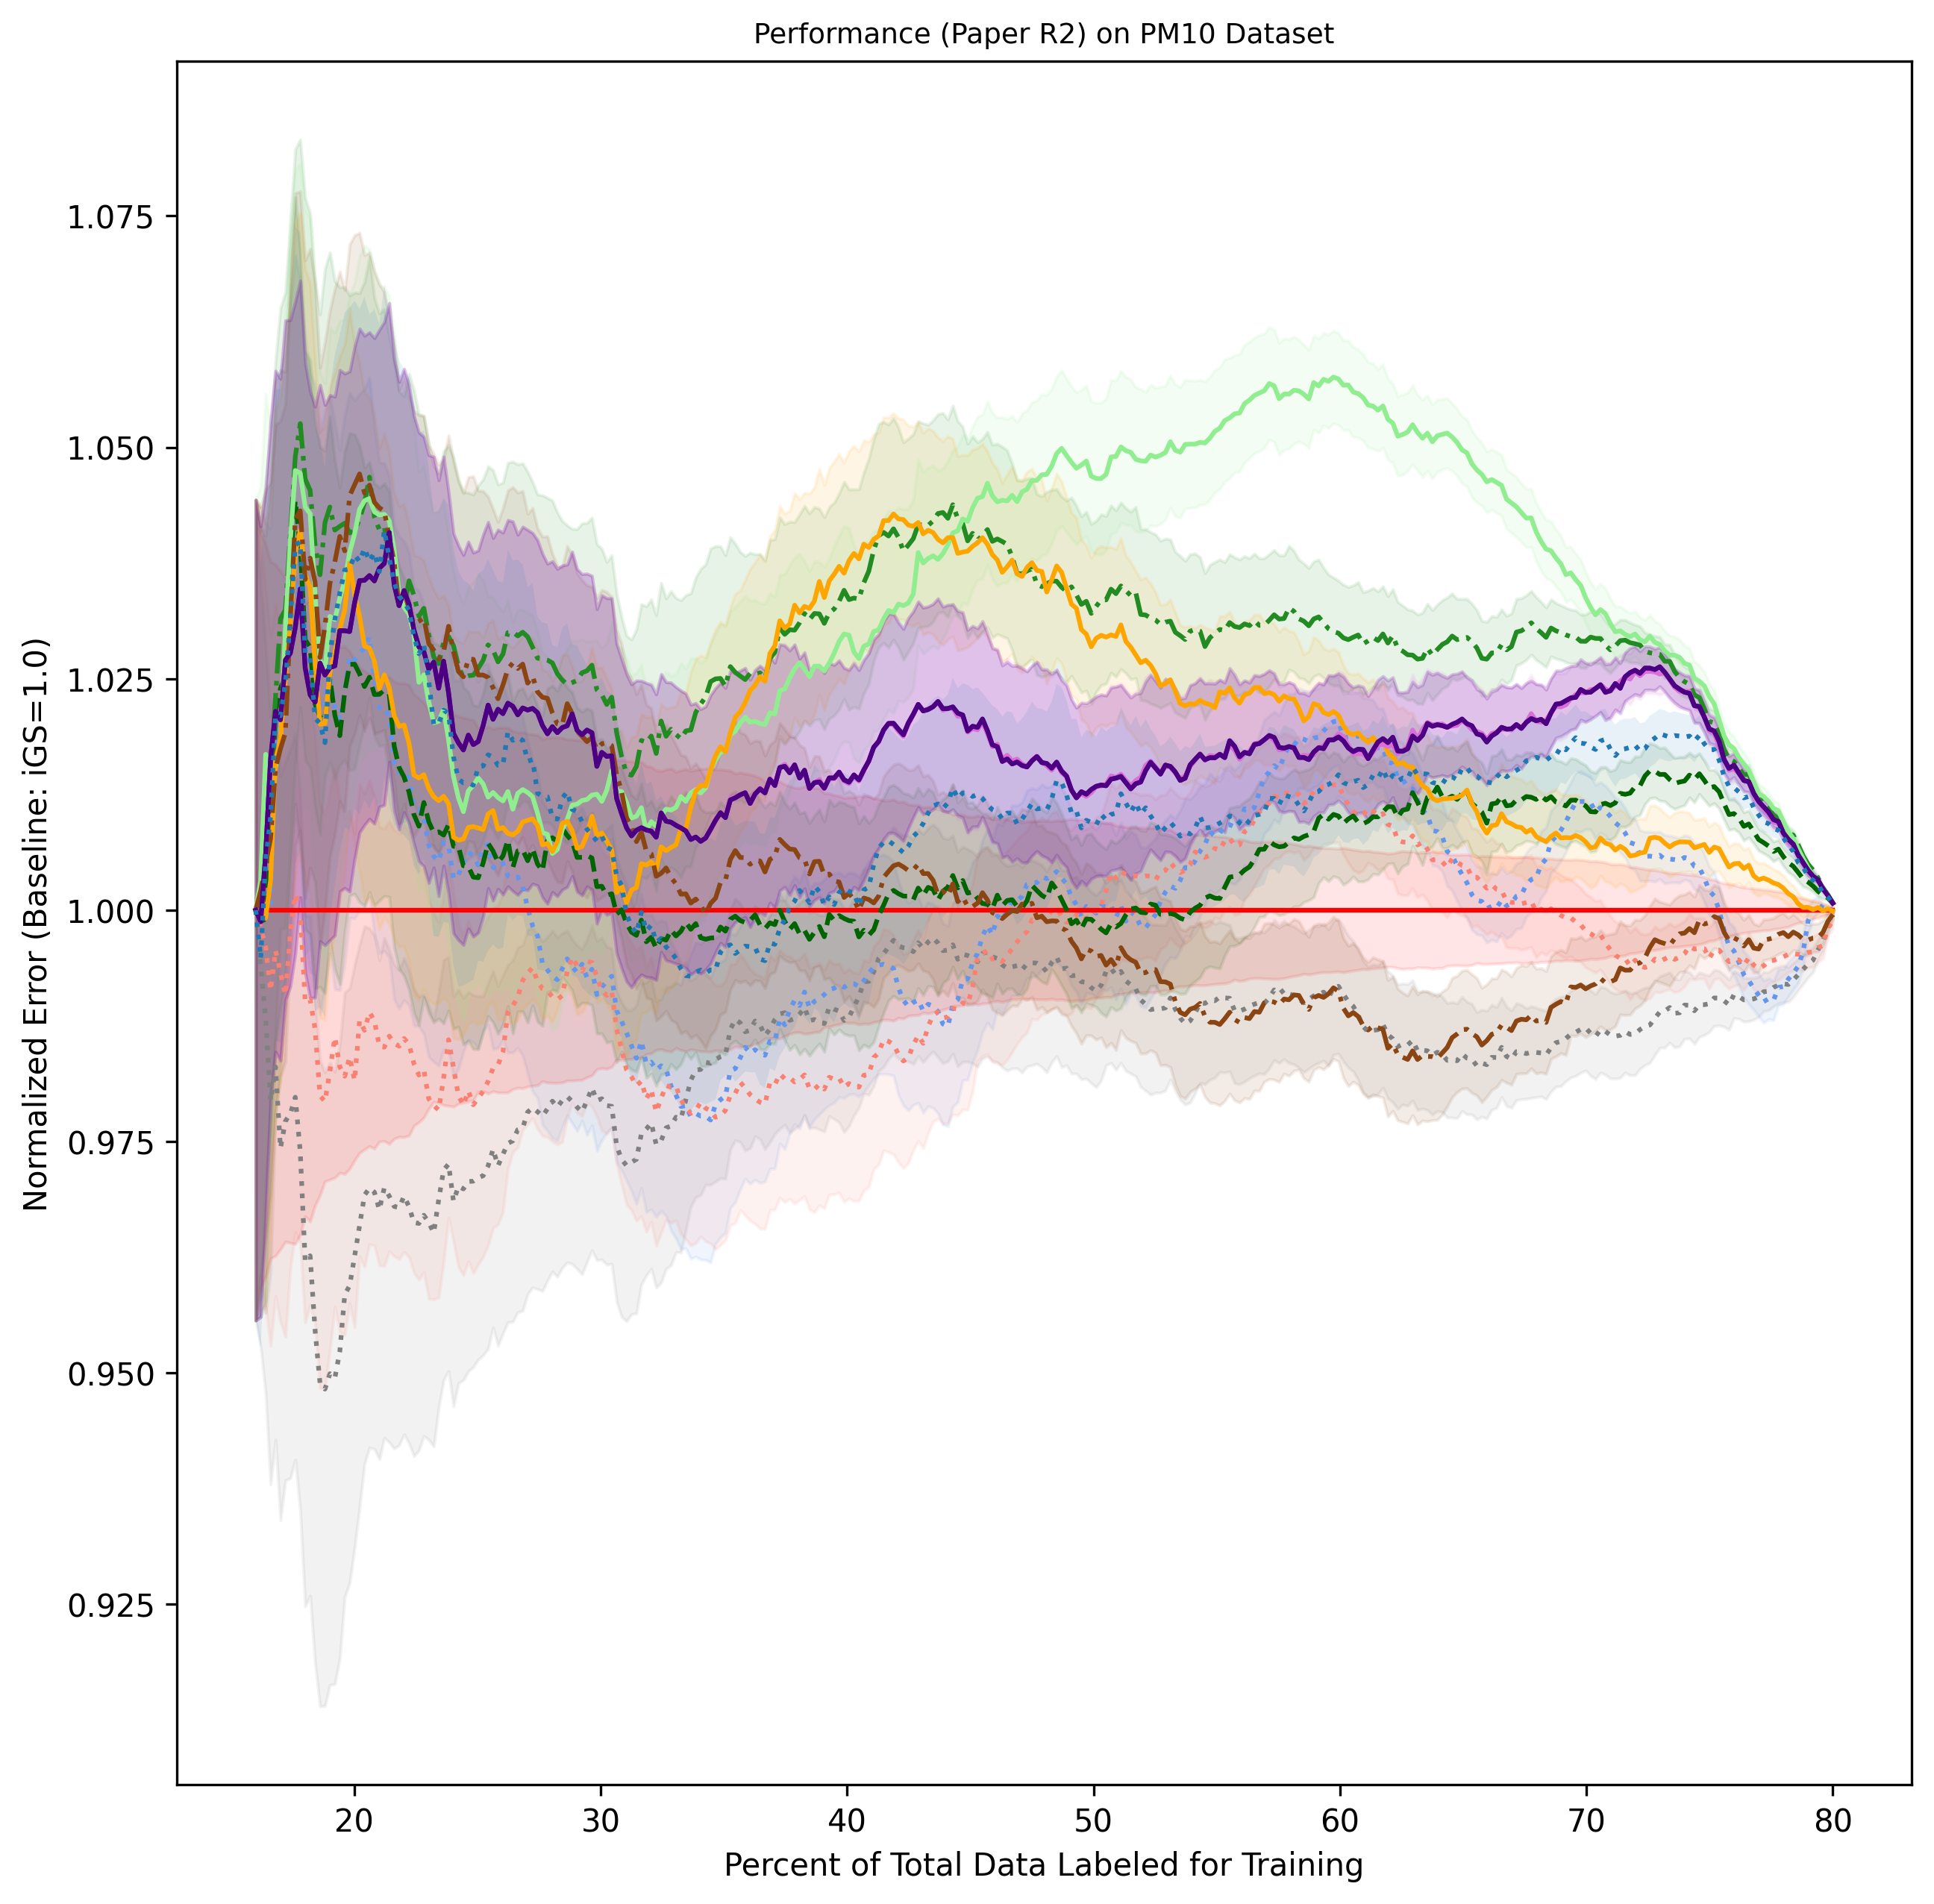 Performance (Paper R2) on PM10 Dataset
Normalized Error (Baseline: iGS=1.0)
1.075
1.050
1.025
1.000
0.975
0.950
0.925
20 30 40 50 60 70 80
Percent of Total Data Labeled for Training